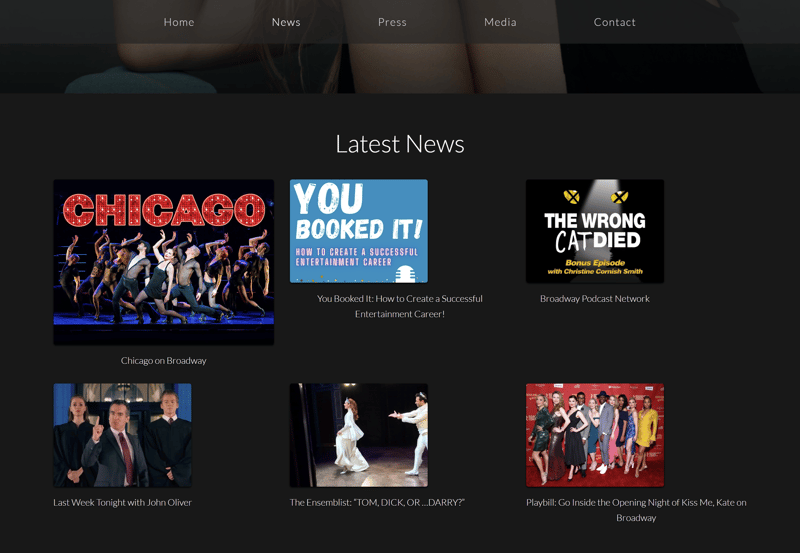 Home News Press Media Contact
Latest News
CHICAGO
YOU
BOOKED IT!
HOW TO CREATE A SUCCESSFUL
ENTERTAINMENT CAREER
THE WRONG
CAT DIED
Bonus Episode
with Christine Cornish Smith
You Booked It: How to Create a Successful
Entertainment Career!
Broadway Podcast Network
Chicago on Broadway
Last Week Tonight with John Oliver
The Ensemblist: “TOM, DICK, OR ...DARRY?”
Playbill: Go Inside the Opening Night of Kiss Me, Kate on
Broadway